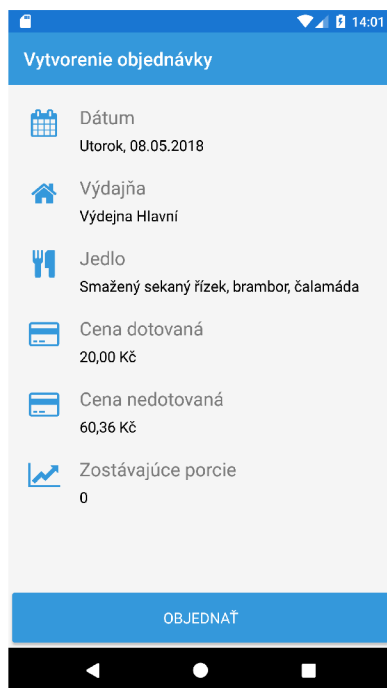 14:01
Vytvorenie objednávky
Dátum
Utorok, 08.05.2018
Výdajňa
Výdejna Hlavní
Jedlo
Smažený sekaný řízek, brambor, čalamáda
Cena dotovaná
20,00 Kč
Cena nedotovaná
60,36 Kč
Zostávajúce porcie
0
OBJEDNAŤ